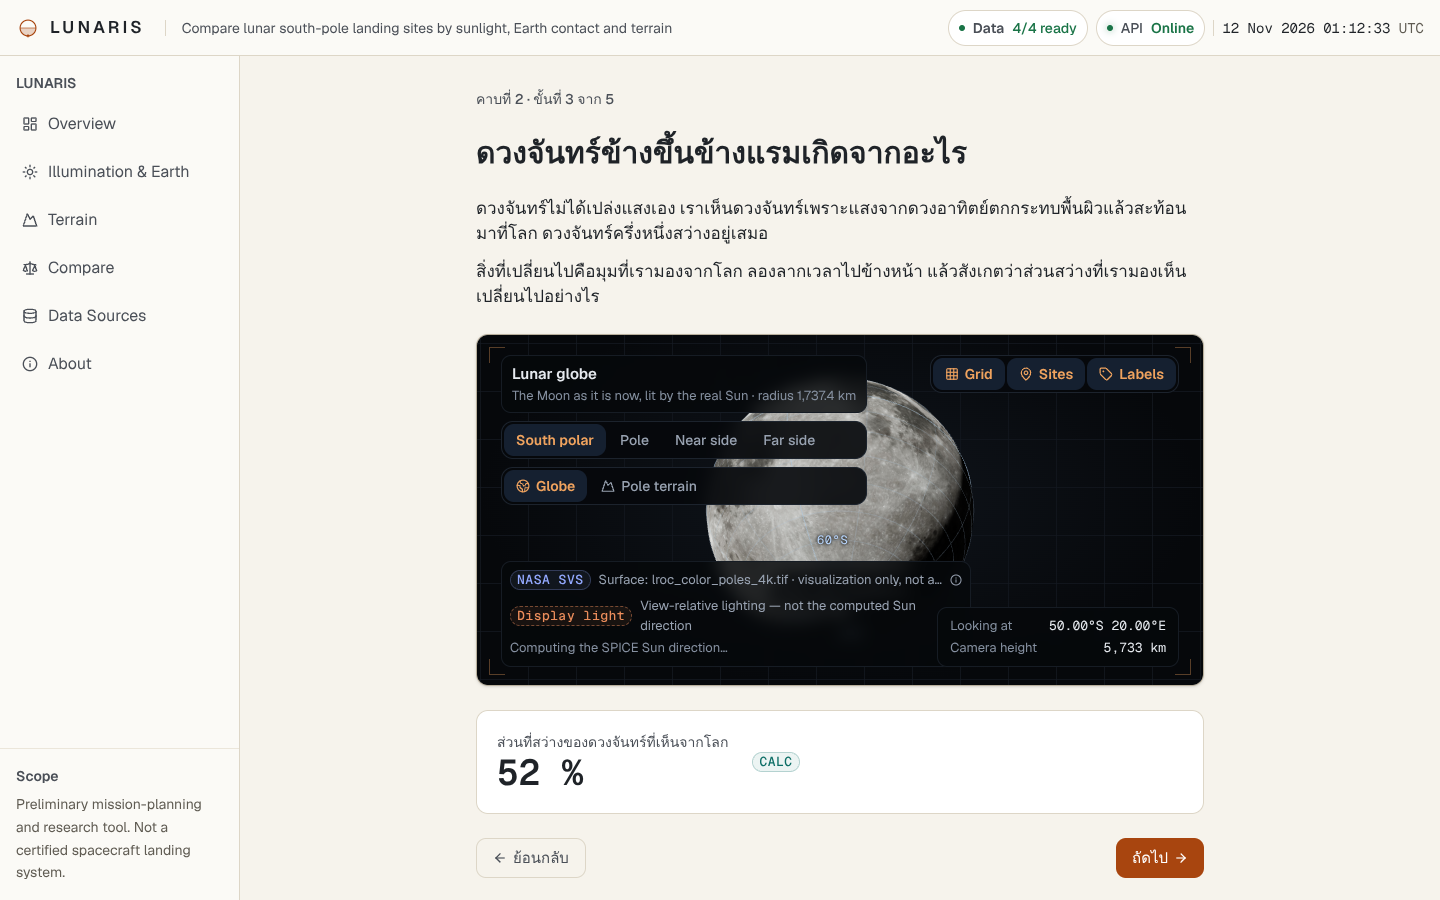 LUNARIS
Compare lunar south-pole landing sites by sunlight, Earth contact and terrain
Data 4/4 ready
API Online
12 Nov 2026 01:12:33 UTC
LUNARIS
Overview
Illumination & Earth
Terrain
Compare
Data Sources
About
Scope
Preliminary mission-planning
and research tool. Not a
certified spacecraft landing
system.
คาบที่ 2 · ขั้นที่ 3 จาก 5
ดวงจันทร์ข้างขึ้นข้างแรมเกิดจากอะไร
ดวงจันทร์ไม่ได้เปล่งแสงเอง เราเห็นดวงจันทร์เพราะแสงจากดวงอาทิตย์ตกกระทบพื้นผิวแล้วสะท้อน
มาที่โลก ดวงจันทร์ครึ่งหนึ่งสว่างอยู่เสมอ
สิ่งที่เปลี่ยนไปคือมุมที่เรามองจากโลก ลองลากเวลาไปข้างหน้า แล้วสังเกตว่าส่วนสว่างที่เรามองเห็น
เปลี่ยนไปอย่างไร
Lunar globe
The Moon as it is now, lit by the real Sun · radius 1,737.4 km
Grid
Sites
Labels
South polar
Pole
Near side
Far side
Globe
Pole terrain
60°S
NASA SVS
Surface: lroc_color_poles_4k.tif · visualization only, not a…
Display light
View-relative lighting — not the computed Sun
direction
Computing the SPICE Sun direction…
Looking at 50.00°S 20.00°E
Camera height 5,733 km
ส่วนที่สว่างของดวงจันทร์ที่เห็นจากโลก
52 %
CALC
← ย้อนกลับ
ถัดไป →